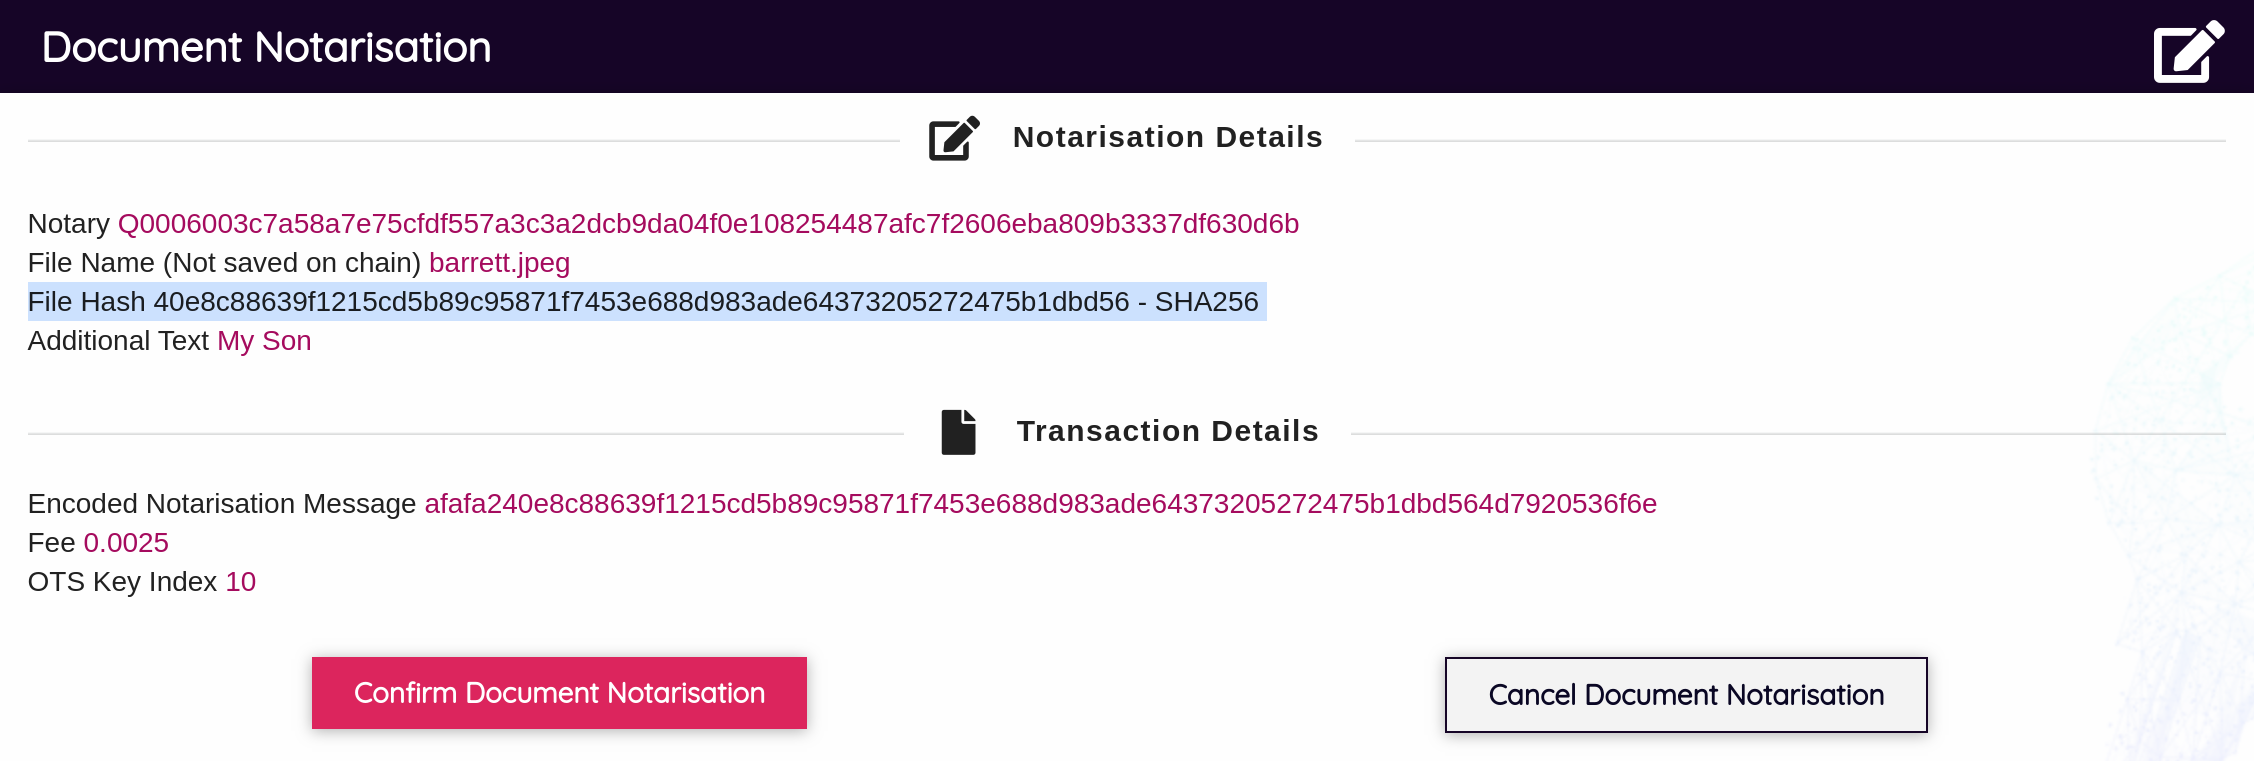 Document Notarisation
Notarisation Details
Notary Q0006003c7a58a7e75cfdf557a3c3a2dcb9da04f0e108254487afc7f2606eba809b3337df630d6b
File Name (Not saved on chain) barrett.jpeg
File Hash 40e8c88639f1215cd5b89c95871f7453e688d983ade64373205272475b1dbd56 - SHA256
Additional Text My Son
Transaction Details
Encoded Notarisation Message afafa240e8c88639f1215cd5b89c95871f7453e688d983ade64373205272475b1dbd564d7920536f6e
Fee 0.0025
OTS Key Index 10
Confirm Document Notarisation
Cancel Document Notarisation